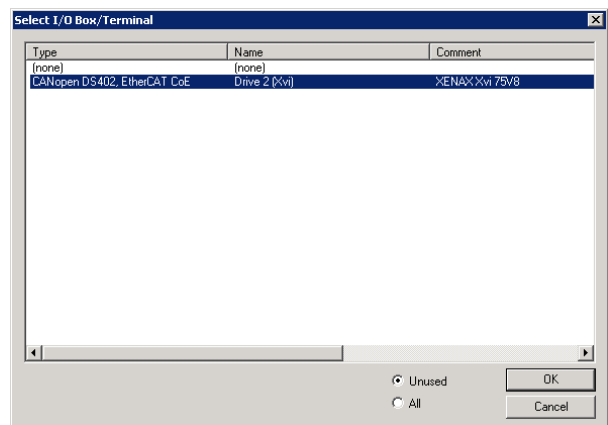 Select I/O Box/Terminal
Type Name Comment
(none) (none)
CANopen DS402, EtherCAT CoE Drive 2 (Xvi) XENAX Xvi 75V8
Unused OK
All Cancel